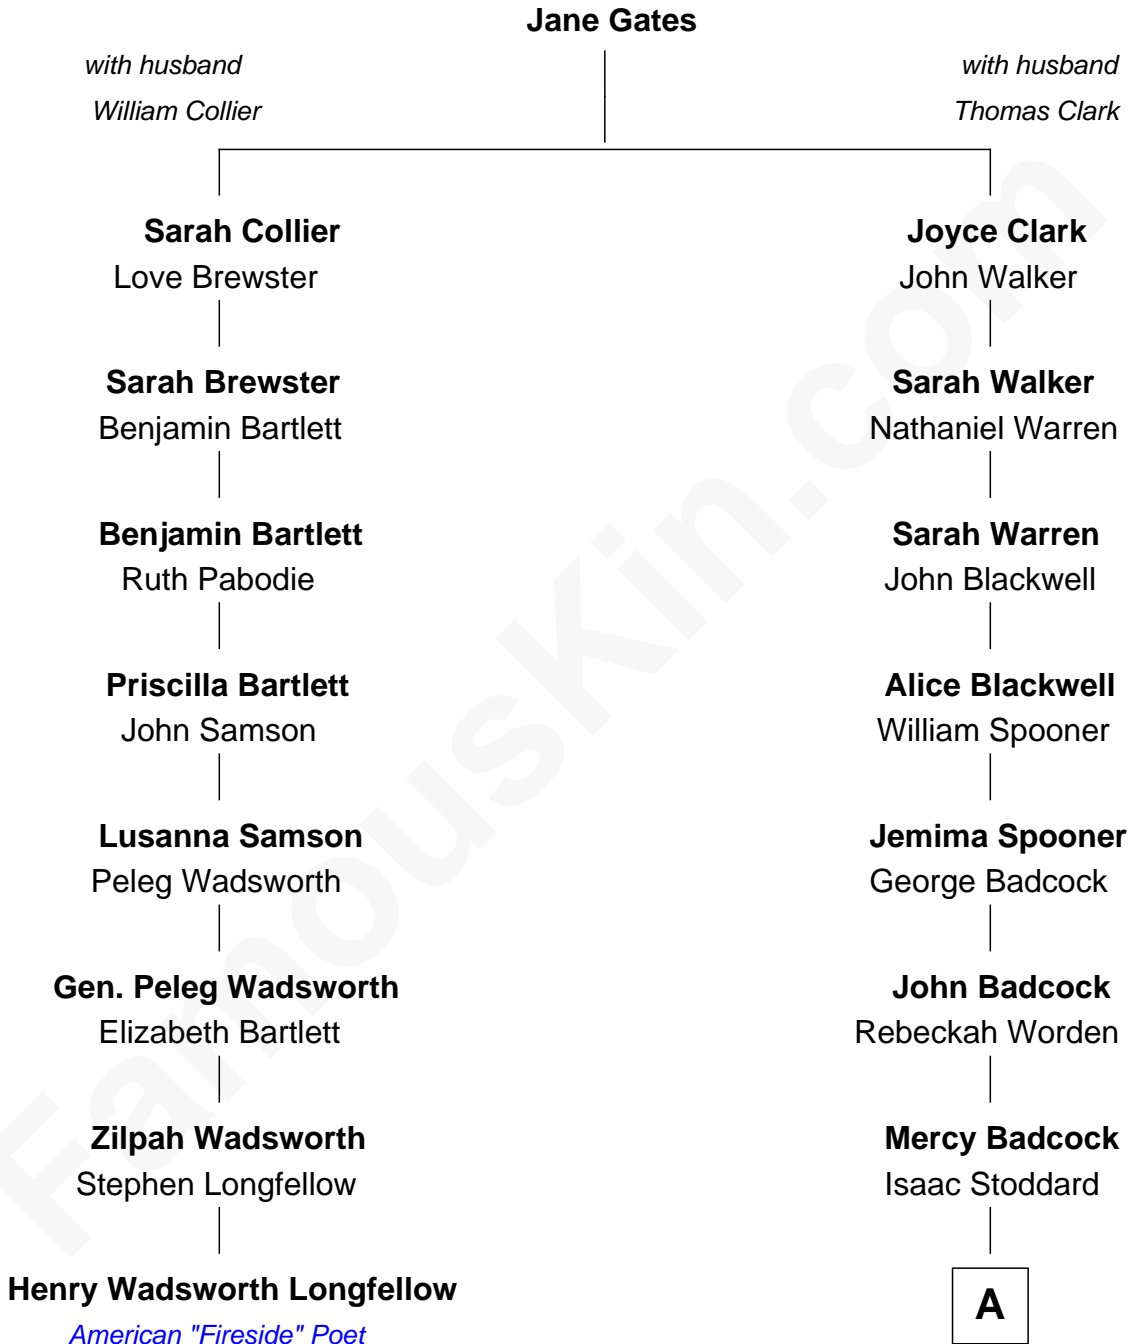 Jane Gates
with husband
William Collier
with husband
Thomas Clark
Sarah Collier
Love Brewster
Joyce Clark
John Walker
Sarah Brewster
Benjamin Bartlett
Sarah Walker
Nathaniel Warren
Benjamin Bartlett
Ruth Pabodie
Sarah Warren
John Blackwell
Priscilla Bartlett
John Samson
Alice Blackwell
William Spooner
Lusanna Samson
Peleg Wadsworth
Jemima Spooner
George Badcock
Gen. Peleg Wadsworth
Elizabeth Bartlett
John Badcock
Rebeckah Worden
Zilpah Wadsworth
Stephen Longfellow
Mercy Badcock
Isaac Stoddard
Henry Wadsworth Longfellow
American "Fireside" Poet
A
FamousKin.com